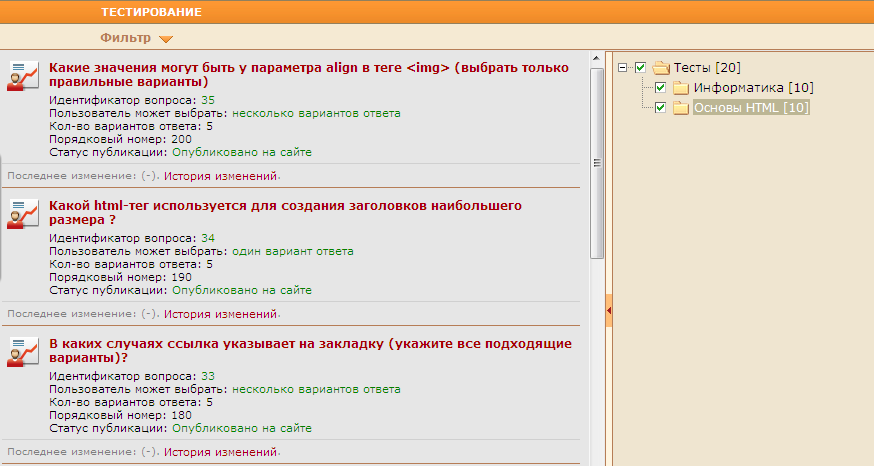 ТЕСТИРОВАНИЕ
Фильтр
Какие значения могут быть у параметра align в теге <img> (выбрать только
правильные варианты)
Идентификатор вопроса: 35
Пользователь может выбрать: несколько вариантов ответа
Кол-во вариантов ответа: 5
Порядковый номер: 200
Статус публикации: Опубликовано на сайте
Последнее изменение: (-). История изменений.
Какой html-тег используется для создания заголовков наибольшего
размера ?
Идентификатор вопроса: 34
Пользователь может выбрать: один вариант ответа
Кол-во вариантов ответа: 5
Порядковый номер: 190
Статус публикации: Опубликовано на сайте
Последнее изменение: (-). История изменений.
В каких случаях ссылка указывает на закладку (укажите все подходящие
варианты)?
Идентификатор вопроса: 33
Пользователь может выбрать: несколько вариантов ответа
Кол-во вариантов ответа: 5
Порядковый номер: 180
Статус публикации: Опубликовано на сайте
Последнее изменение: (-). История изменений.
Тесты [20]
Информатика [10]
Основы HTML [10]